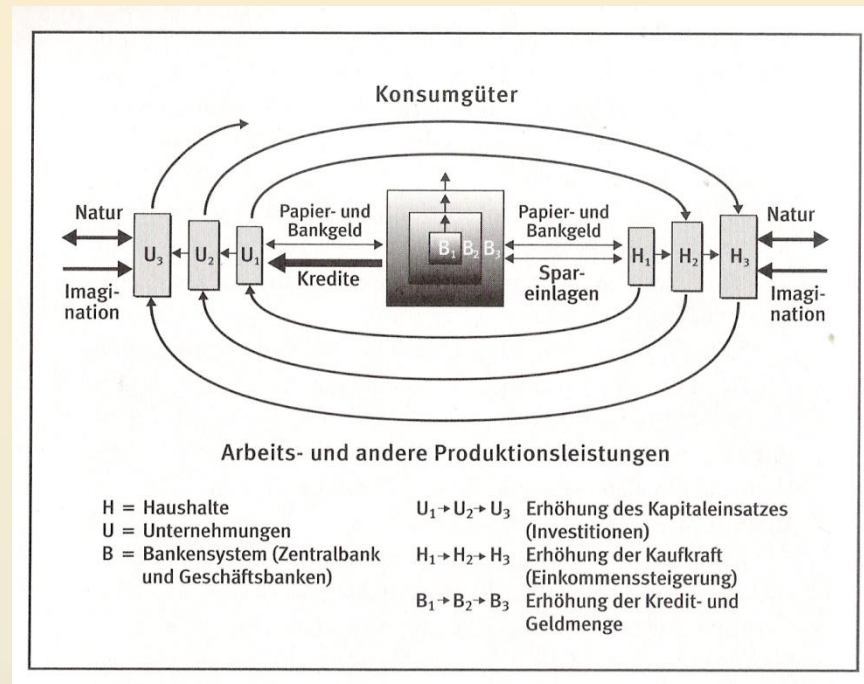 Konsumgüter
Natur
Imagi-
nation
U₃
U₂
U₁
Papier- und
Bankgeld
Kredite
B₁ B₂ B₃
Papier- und
Bankgeld
Spar-
einlagen
H₁
H₂
H₃
Natur
Imagi-
nation
Arbeits- und andere Produktionsleistungen
H = Haushalte
U = Unternehmungen
B = Bankensystem (Zentralbank
und Geschäftsbanken)
U₁→U₂→U₃ Erhöhung des Kapitaleinsatzes
(Investitionen)
H₁→H₂→H₃ Erhöhung der Kaufkraft
(Einkommenssteigerung)
B₁→B₂→B₃ Erhöhung der Kredit- und
Geldmenge